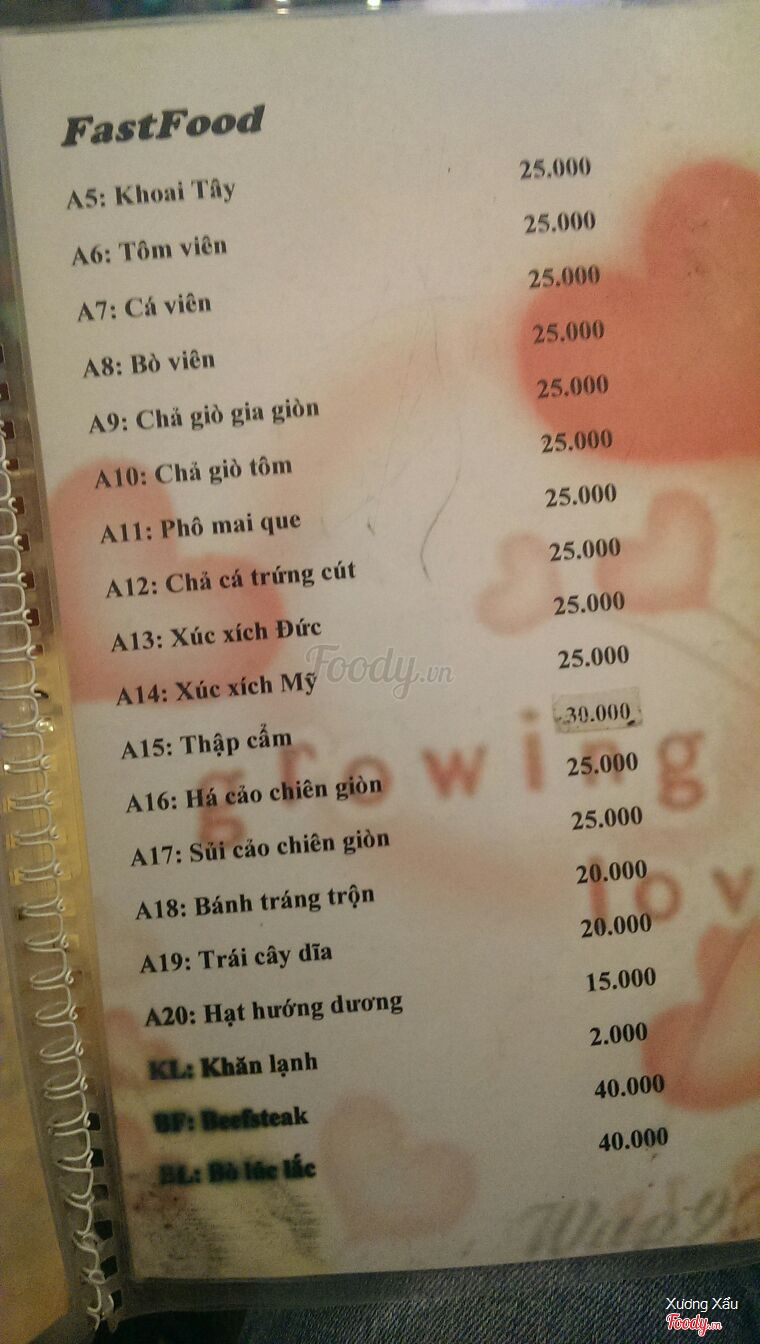 FastFood
A5: Khoai Tây 25.000
A6: Tôm viên 25.000
A7: Cá viên 25.000
A8: Bò viên 25.000
A9: Chả giò gia giòn 25.000
A10: Chả giò tôm 25.000
A11: Phô mai que 25.000
A12: Chả cá trứng cút 25.000
A13: Xúc xích Đức 25.000
A14: Xúc xích Mỹ 25.000
Foody.vn
A15: Thập cẩm 30.000
growing
A16: Há cảo chiên giòn 25.000
A17: Sủi cảo chiên giòn 25.000
lov
A18: Bánh tráng trộn 20.000
A19: Trái cây dĩa 20.000
A20: Hạt hướng dương 15.000
KL: Khăn lạnh 2.000
BF: Beefsteak 40.000
BL: Bò lúc lắc 40.000
Xương Xẩu
Foody.vn